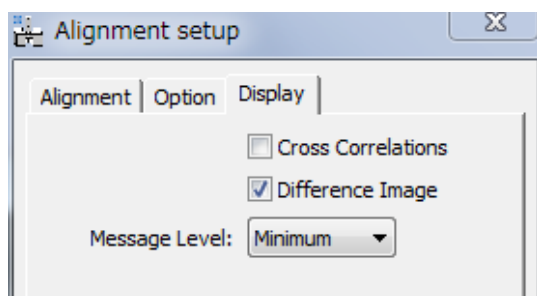 Alignment setup
Alignment Option Display
Cross Correlations
Difference Image
Message Level: Minimum